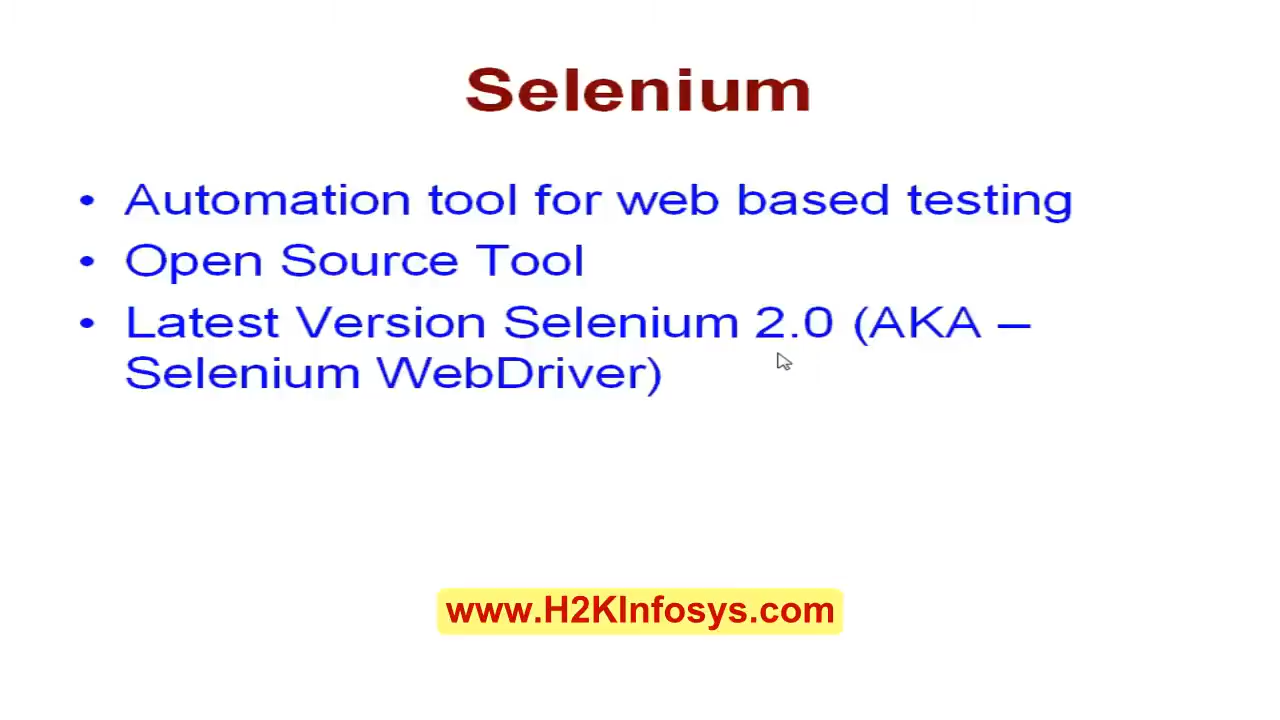 Selenium
• Automation tool for web based testing
• Open Source Tool
• Latest Version Selenium 2.0 (AKA –
Selenium WebDriver)
www.H2KInfosys.com